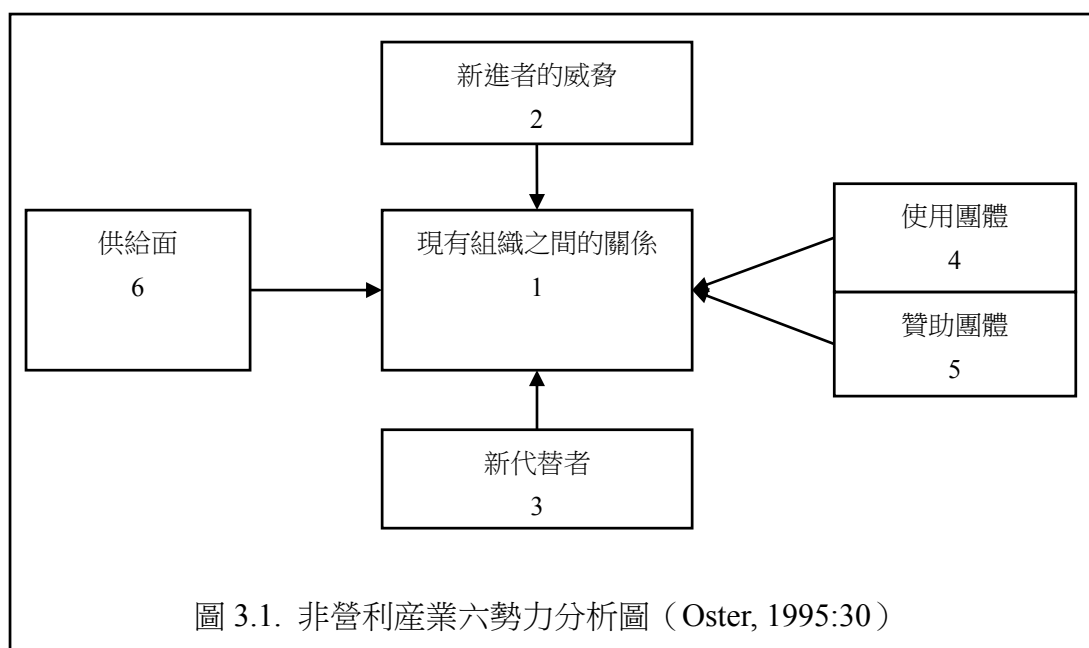 新進者的威脅
2
供給面
6
現有組織之間的關係
1
使用團體
4
贊助團體
5
新代替者
3
圖 3.1. 非營利産業六勢力分析圖（Oster, 1995:30）